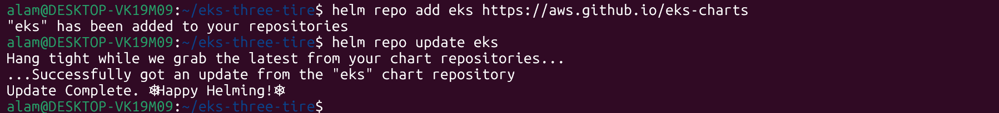 alam@DESKTOP-VK19M09:~/eks-three-tire$ helm repo add eks https://aws.github.io/eks-charts
"eks" has been added to your repositories
alam@DESKTOP-VK19M09:~/eks-three-tire$ helm repo update eks
Hang tight while we grab the latest from your chart repositories...
...Successfully got an update from the "eks" chart repository
Update Complete. ⎈Happy Helming!⎈
alam@DESKTOP-VK19M09:~/eks-three-tire$